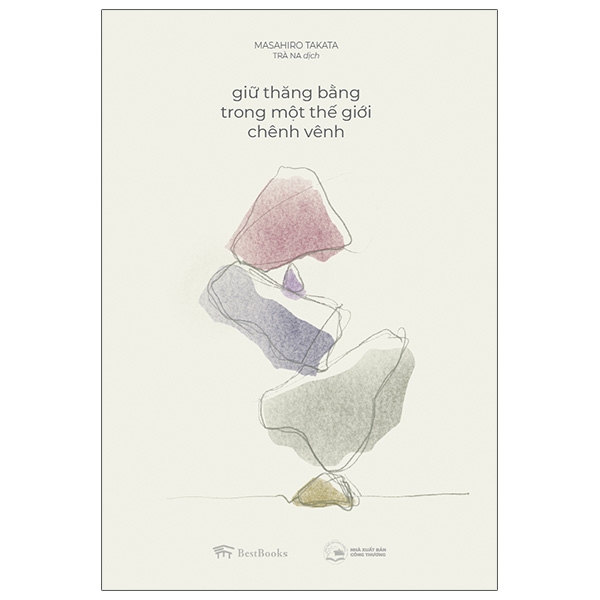 MASAHIRO TAKATA
TRÀ NA dịch
giữ thăng bằng
trong một thế giới
chênh vênh
BestBooks
NHÀ XUẤT BẢN
CÔNG THƯƠNG